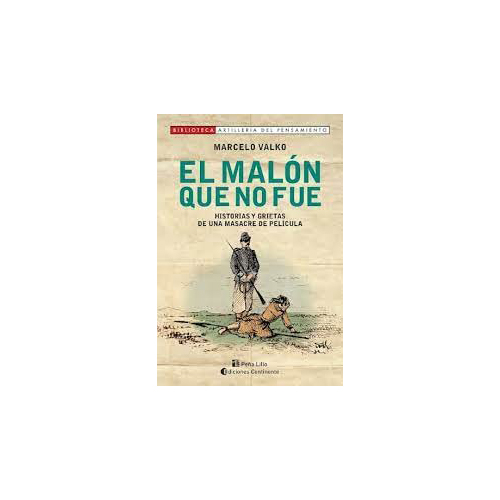 BIBLIOTECA ARTILLERÍA DEL PENSAMIENTO
MARCELO VALKO
EL MALÓN
QUE NO FUE
HISTORIAS Y GRIETAS
DE UNA MASACRE DE PELÍCULA
Peña Lillo
Ediciones Continente